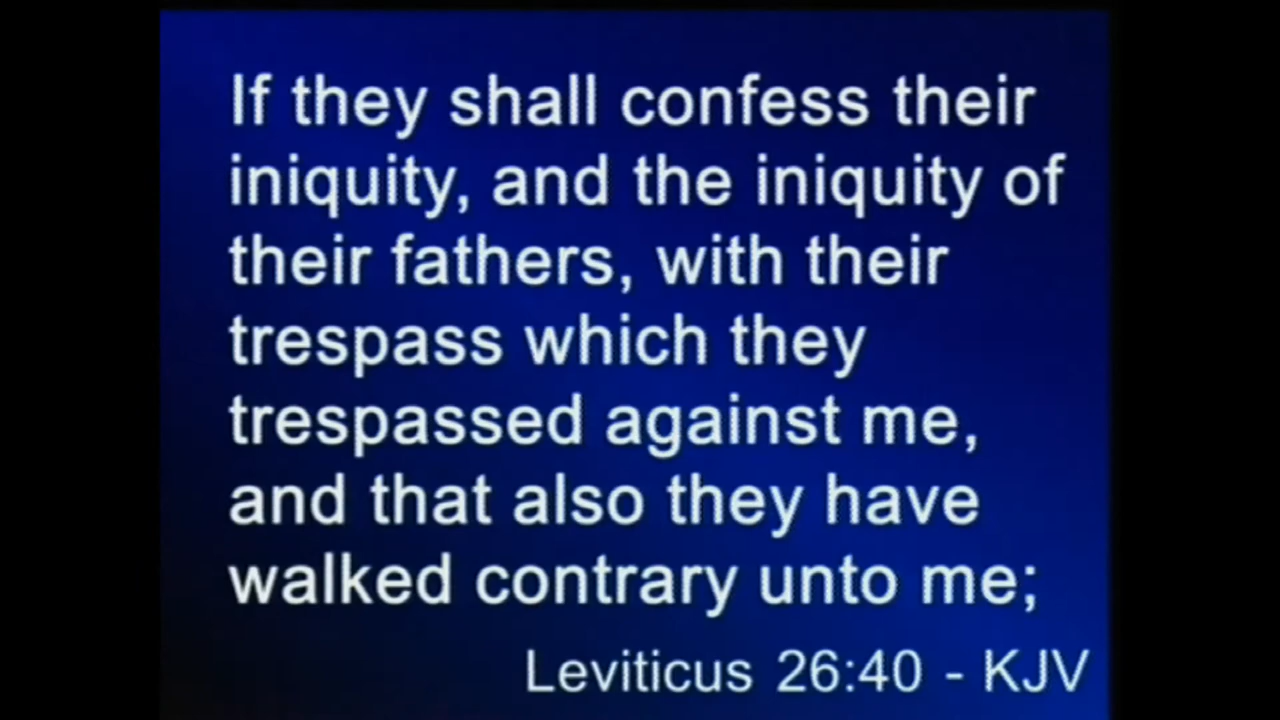 If they shall confess their
iniquity, and the iniquity of
their fathers, with their
trespass which they
trespassed against me,
and that also they have
walked contrary unto me;
Leviticus 26:40 - KJV